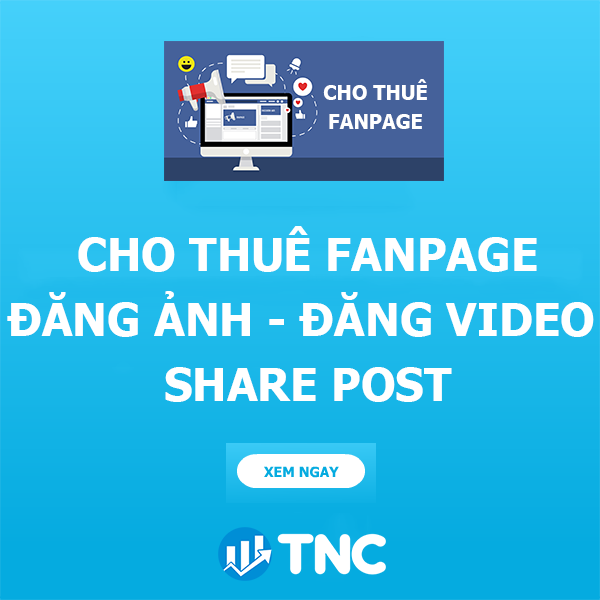 CHO THUÊ
FANPAGE
CHO THUÊ FANPAGE
ĐĂNG ẢNH - ĐĂNG VIDEO
SHARE POST
XEM NGAY
TNC